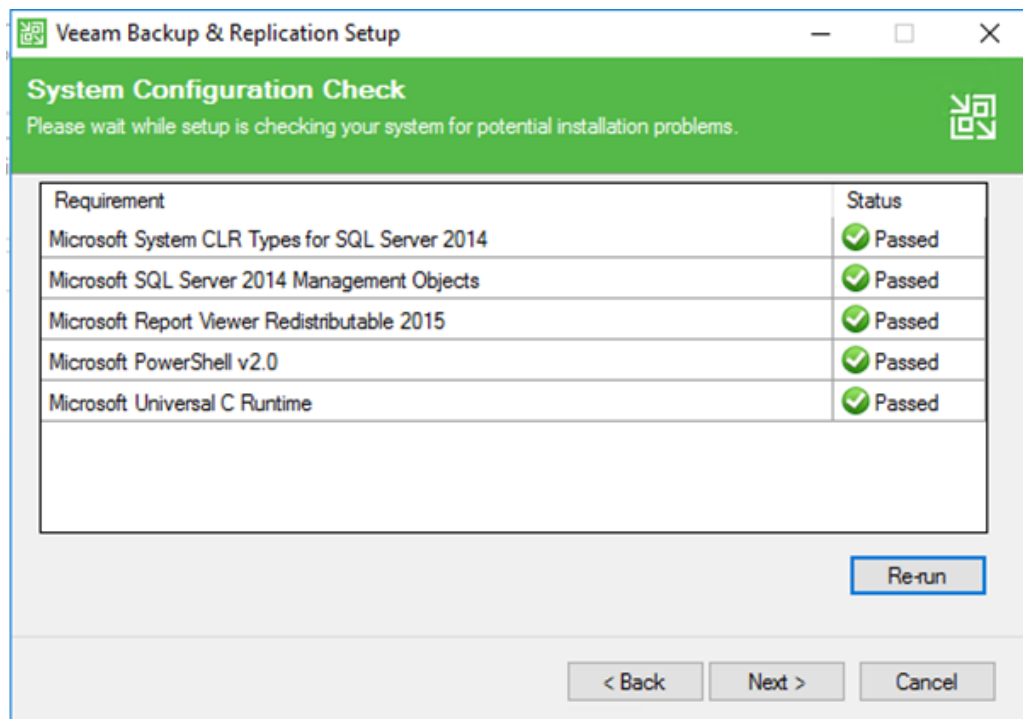 Veeam Backup & Replication Setup
System Configuration Check
Please wait while setup is checking your system for potential installation problems.
Requirement Status
Microsoft System CLR Types for SQL Server 2014 Passed
Microsoft SQL Server 2014 Management Objects Passed
Microsoft Report Viewer Redistributable 2015 Passed
Microsoft PowerShell v2.0 Passed
Microsoft Universal C Runtime Passed
Re-run
< Back Next > Cancel